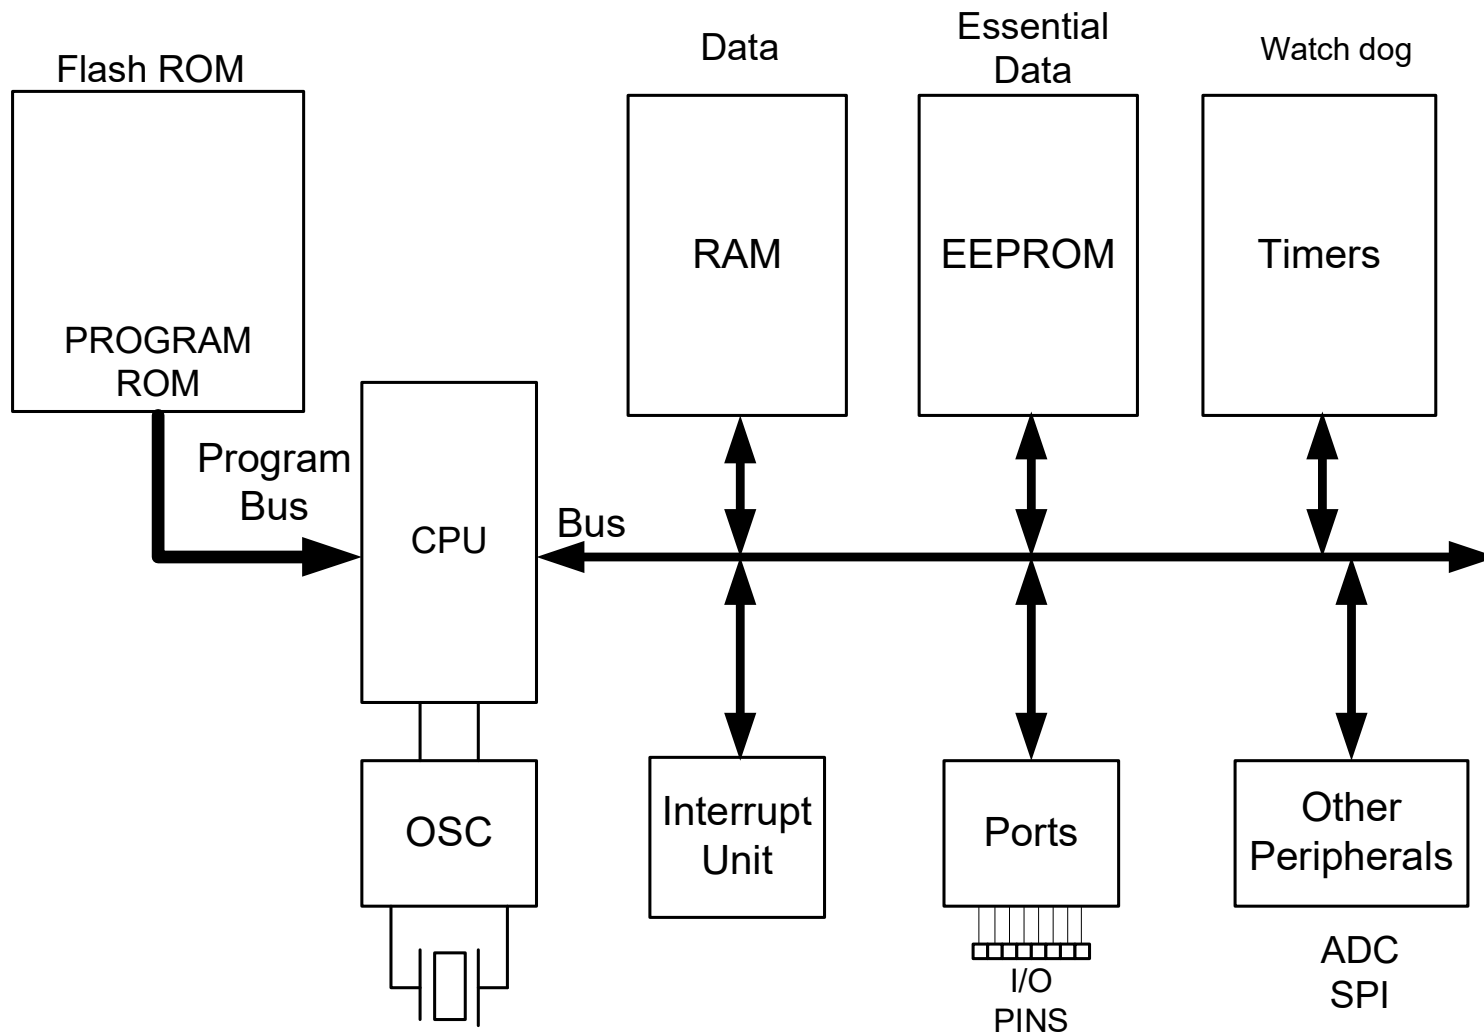 Flash ROM
PROGRAM
ROM
Program
Bus
CPU
OSC
Bus
Data
RAM
Essential
Data
EEPROM
Watch dog
Timers
Interrupt
Unit
Ports
I/O
PINS
Other
Peripherals
ADC
SPI